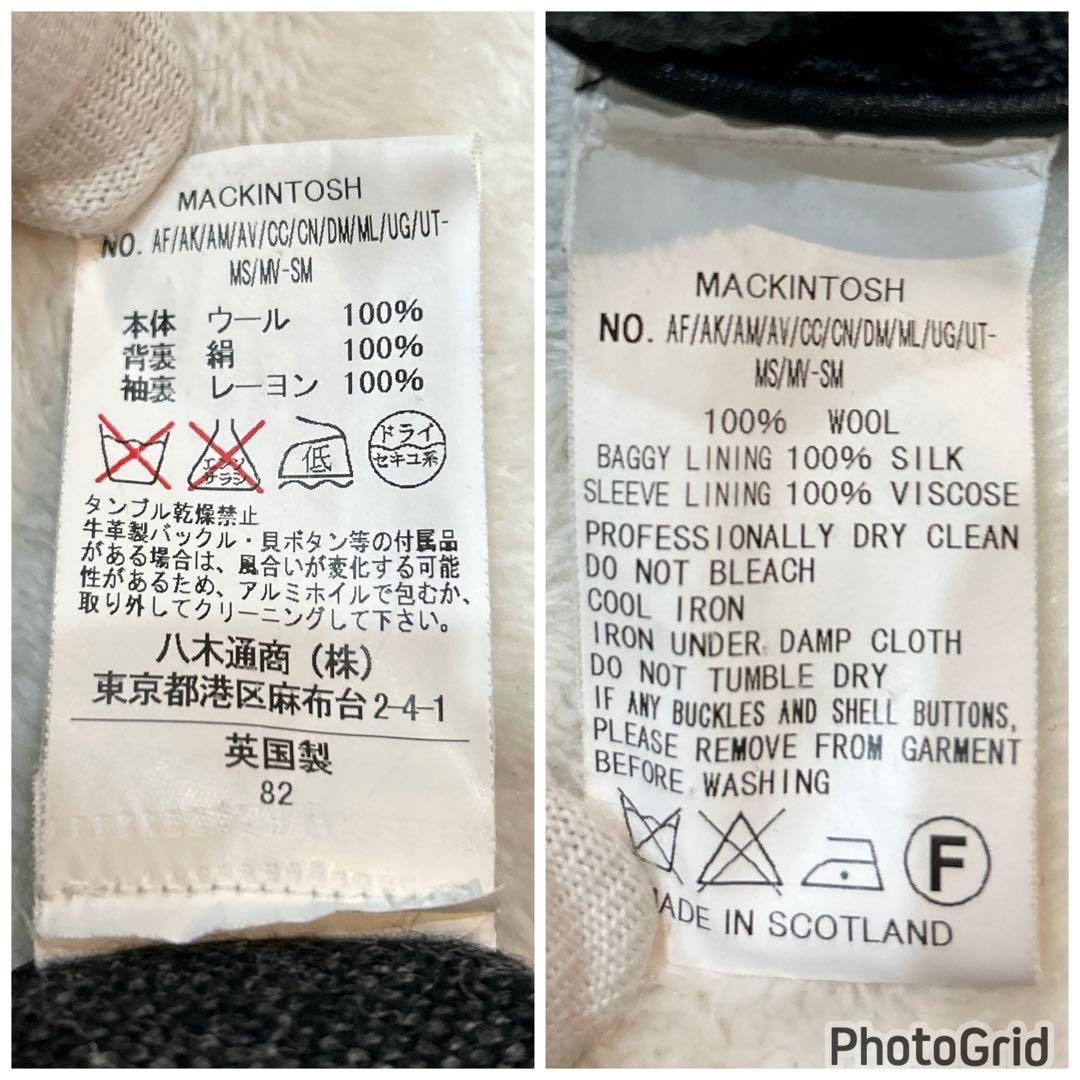 MACKINTOSH
NO. AF/AK/AM/AV/CC/CN/DM/ML/UG/UT-
MS/MV-SM
本体 ウール 100%
背裏 絹 100%
袖裏 レーヨン 100%
エンソサラシ
低
ドライ
セキユ系
タンブル乾燥禁止
牛革製バックル・貝ボタン等の付属品
がある場合は、風合いが変化する可能
性があるため、アルミホイルで包むか、
取り外してクリーニングして下さい。
八木通商（株）
東京都港区麻布台2-4-1
英国製
82
MACKINTOSH
NO. AF/AK/AM/AV/CC/CN/DM/ML/UG/UT-
MS/MV-SM
100% WOOL
BAGGY LINING 100% SILK
SLEEVE LINING 100% VISCOSE
PROFESSIONALLY DRY CLEAN
DO NOT BLEACH
COOL IRON
IRON UNDER DAMP CLOTH
DO NOT TUMBLE DRY
IF ANY BUCKLES AND SHELL BUTTONS,
PLEASE REMOVE FROM GARMENT
BEFORE WASHING
F
ADE IN SCOTLAND
PhotoGrid